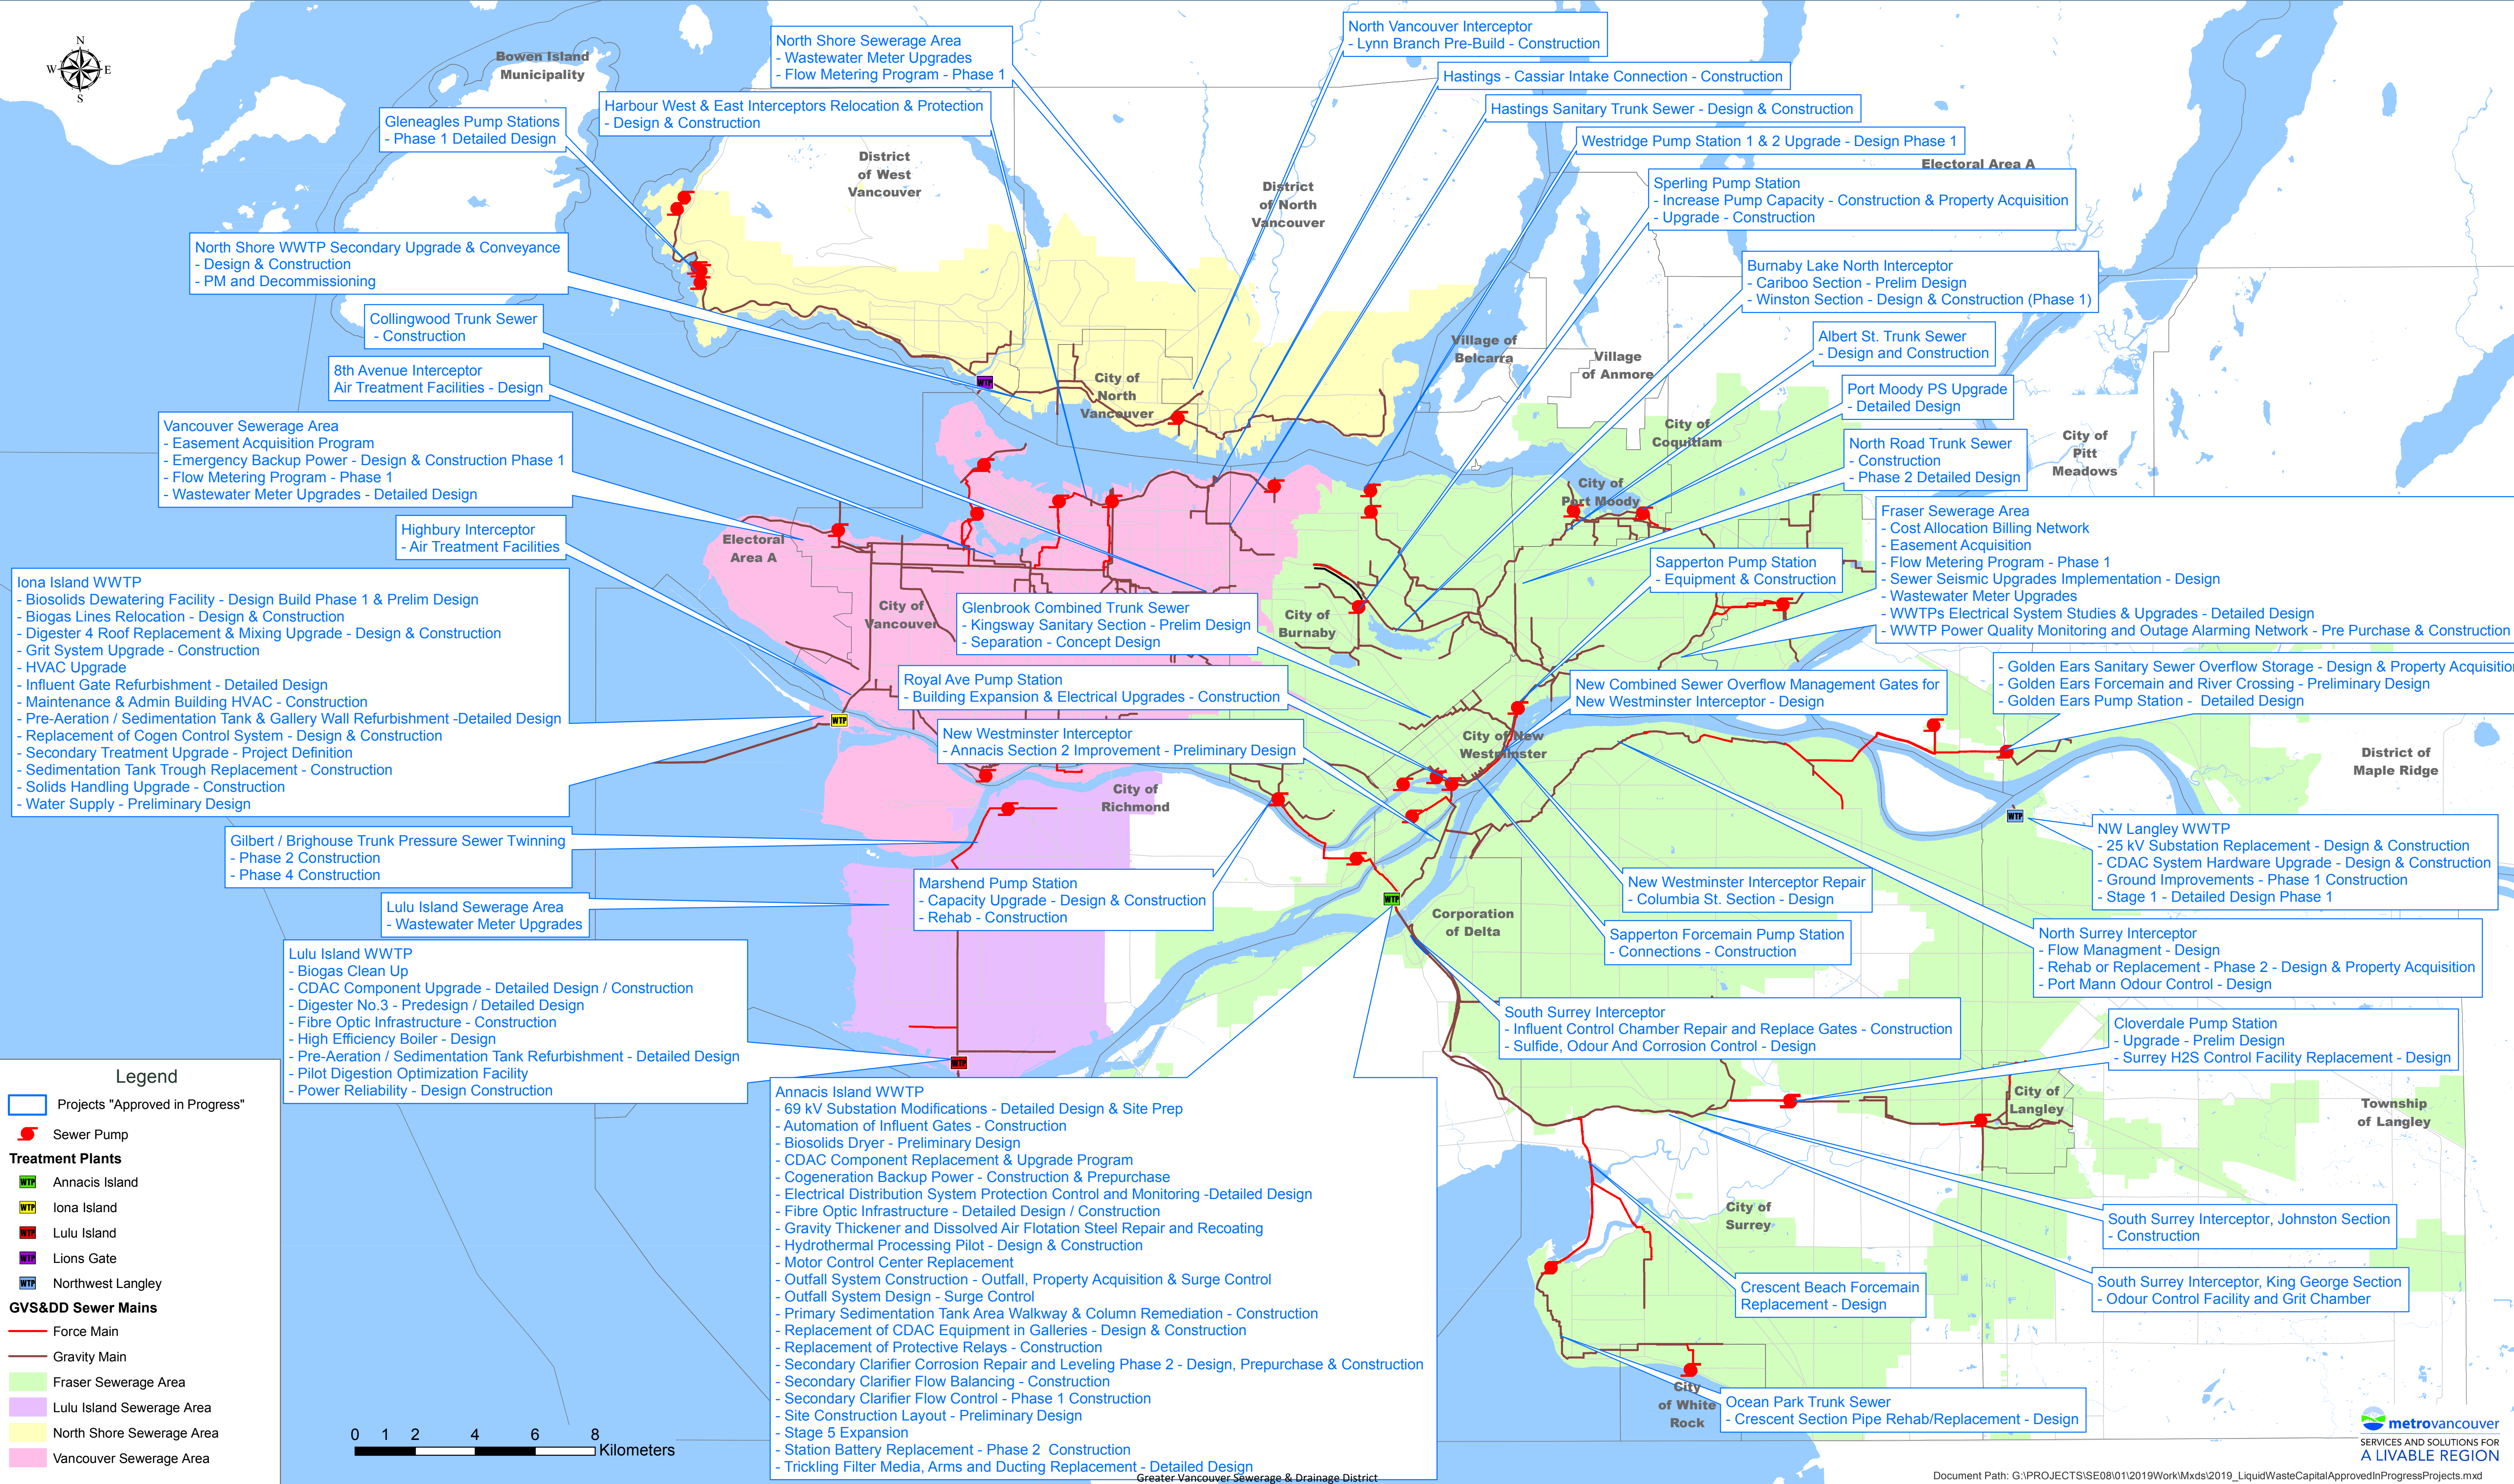 N
W E
S
Bowen Island
Municipality
North Shore Sewerage Area
- Wastewater Meter Upgrades
- Flow Metering Program - Phase 1
North Vancouver Interceptor
- Lynn Branch Pre-Build - Construction
Hastings - Cassiar Intake Connection - Construction
Hastings Sanitary Trunk Sewer - Design & Construction
Westridge Pump Station 1 & 2 Upgrade - Design Phase 1
Harbour West & East Interceptors Relocation & Protection
- Design & Construction
Gleneagles Pump Stations
- Phase 1 Detailed Design
District
of West
Vancouver
District
of North
Vancouver
Electoral Area A
Sperling Pump Station
- Increase Pump Capacity - Construction & Property Acquisition
- Upgrade - Construction
North Shore WWTP Secondary Upgrade & Conveyance
- Design & Construction
- PM and Decommissioning
Burnaby Lake North Interceptor
- Cariboo Section - Prelim Design
- Winston Section - Design & Construction (Phase 1)
Collingwood Trunk Sewer
- Construction
Albert St. Trunk Sewer
- Design and Construction
Village of
Belcarra
Village
of Anmore
8th Avenue Interceptor
Air Treatment Facilities - Design
City of
North
Vancouver
Port Moody PS Upgrade
- Detailed Design
City of
Coquitlam
City of
Pitt
Meadows
Vancouver Sewerage Area
- Easement Acquisition Program
- Emergency Backup Power - Design & Construction Phase 1
- Flow Metering Program - Phase 1
- Wastewater Meter Upgrades - Detailed Design
North Road Trunk Sewer
- Construction
- Phase 2 Detailed Design
City of
Port Moody
Highbury Interceptor
- Air Treatment Facilities
Electoral
Area A
Fraser Sewerage Area
- Cost Allocation Billing Network
- Easement Acquisition
- Flow Metering Program - Phase 1
- Sewer Seismic Upgrades Implementation - Design
- Wastewater Meter Upgrades
- WWTPs Electrical System Studies & Upgrades - Detailed Design
- WWTP Power Quality Monitoring and Outage Alarming Network - Pre Purchase & Construction
Sapperton Pump Station
- Equipment & Construction
Iona Island WWTP
- Biosolids Dewatering Facility - Design Build Phase 1 & Prelim Design
- Biogas Lines Relocation - Design & Construction
- Digester 4 Roof Replacement & Mixing Upgrade - Design & Construction
- Grit System Upgrade - Construction
- HVAC Upgrade
- Influent Gate Refurbishment - Detailed Design
- Maintenance & Admin Building HVAC - Construction
- Pre-Aeration / Sedimentation Tank & Gallery Wall Refurbishment -Detailed Design
- Replacement of Cogen Control System - Design & Construction
- Secondary Treatment Upgrade - Project Definition
- Sedimentation Tank Trough Replacement - Construction
- Solids Handling Upgrade - Construction
- Water Supply - Preliminary Design
City of
Vancouver
Glenbrook Combined Trunk Sewer
- Kingsway Sanitary Section - Prelim Design
- Separation - Concept Design
City of
Burnaby
Royal Ave Pump Station
- Building Expansion & Electrical Upgrades - Construction
New Combined Sewer Overflow Management Gates for
New Westminster Interceptor - Design
- Golden Ears Sanitary Sewer Overflow Storage - Design & Property Acquisitio
- Golden Ears Forcemain and River Crossing - Preliminary Design
- Golden Ears Pump Station -  Detailed Design
New Westminster Interceptor
- Annacis Section 2 Improvement - Preliminary Design
City of New
Westminster
District of
Maple Ridge
City of
Richmond
Gilbert / Brighouse Trunk Pressure Sewer Twinning
- Phase 2 Construction
- Phase 4 Construction
NW Langley WWTP
- 25 kV Substation Replacement - Design & Construction
- CDAC System Hardware Upgrade - Design & Construction
- Ground Improvements - Phase 1 Construction
- Stage 1 - Detailed Design Phase 1
Marshend Pump Station
- Capacity Upgrade - Design & Construction
- Rehab - Construction
New Westminster Interceptor Repair
- Columbia St. Section - Design
Lulu Island Sewerage Area
- Wastewater Meter Upgrades
Corporation
of Delta
Sapperton Forcemain Pump Station
- Connections - Construction
North Surrey Interceptor
- Flow Managment - Design
- Rehab or Replacement - Phase 2 - Design & Property Acquisition
- Port Mann Odour Control - Design
Lulu Island WWTP
- Biogas Clean Up
- CDAC Component Upgrade - Detailed Design / Construction
- Digester No.3 - Predesign / Detailed Design
- Fibre Optic Infrastructure - Construction
- High Efficiency Boiler - Design
- Pre-Aeration / Sedimentation Tank Refurbishment - Detailed Design
- Pilot Digestion Optimization Facility
- Power Reliability - Design Construction
South Surrey Interceptor
- Influent Control Chamber Repair and Replace Gates - Construction
- Sulfide, Odour And Corrosion Control - Design
Cloverdale Pump Station
- Upgrade - Prelim Design
- Surrey H2S Control Facility Replacement - Design
City of
Langley
Township
of Langley
Annacis Island WWTP
- 69 kV Substation Modifications - Detailed Design & Site Prep
- Automation of Influent Gates - Construction
- Biosolids Dryer - Preliminary Design
- CDAC Component Replacement & Upgrade Program
- Cogeneration Backup Power - Construction & Prepurchase
- Electrical Distribution System Protection Control and Monitoring -Detailed Design
- Fibre Optic Infrastructure - Detailed Design / Construction
- Gravity Thickener and Dissolved Air Flotation Steel Repair and Recoating
- Hydrothermal Processing Pilot - Design & Construction
- Motor Control Center Replacement
- Outfall System Construction - Outfall, Property Acquisition & Surge Control
- Outfall System Design - Surge Control
- Primary Sedimentation Tank Area Walkway & Column Remediation - Construction
- Replacement of CDAC Equipment in Galleries - Design & Construction
- Replacement of Protective Relays - Construction
- Secondary Clarifier Corrosion Repair and Leveling Phase 2 - Design, Prepurchase & Construction
- Secondary Clarifier Flow Balancing - Construction
- Secondary Clarifier Flow Control - Phase 1 Construction
- Site Construction Layout - Preliminary Design
- Stage 5 Expansion
- Station Battery Replacement - Phase 2  Construction
- Trickling Filter Media, Arms and Ducting Replacement - Detailed Design
City of
Surrey
South Surrey Interceptor, Johnston Section
- Construction
South Surrey Interceptor, King George Section
- Odour Control Facility and Grit Chamber
Crescent Beach Forcemain
Replacement - Design
City
of White
Rock
Ocean Park Trunk Sewer
- Crescent Section Pipe Rehab/Replacement - Design
WTP
WTP
WTP
WTP
WTP
Legend
Projects "Approved in Progress"
Sewer Pump
Treatment Plants
WTP Annacis Island
WTP Iona Island
WTP Lulu Island
WTP Lions Gate
WTP Northwest Langley
GVS&DD Sewer Mains
Force Main
Gravity Main
Fraser Sewerage Area
Lulu Island Sewerage Area
North Shore Sewerage Area
Vancouver Sewerage Area
0 1 2 4 6 8
Kilometers
metrovancouver
SERVICES AND SOLUTIONS FOR
A LIVABLE REGION
Greater Vancouver Sewerage & Drainage District
Document Path: G:\PROJECTS\SE08\01\2019Work\Mxds\2019_LiquidWasteCapitalApprovedInProgressProjects.mxd